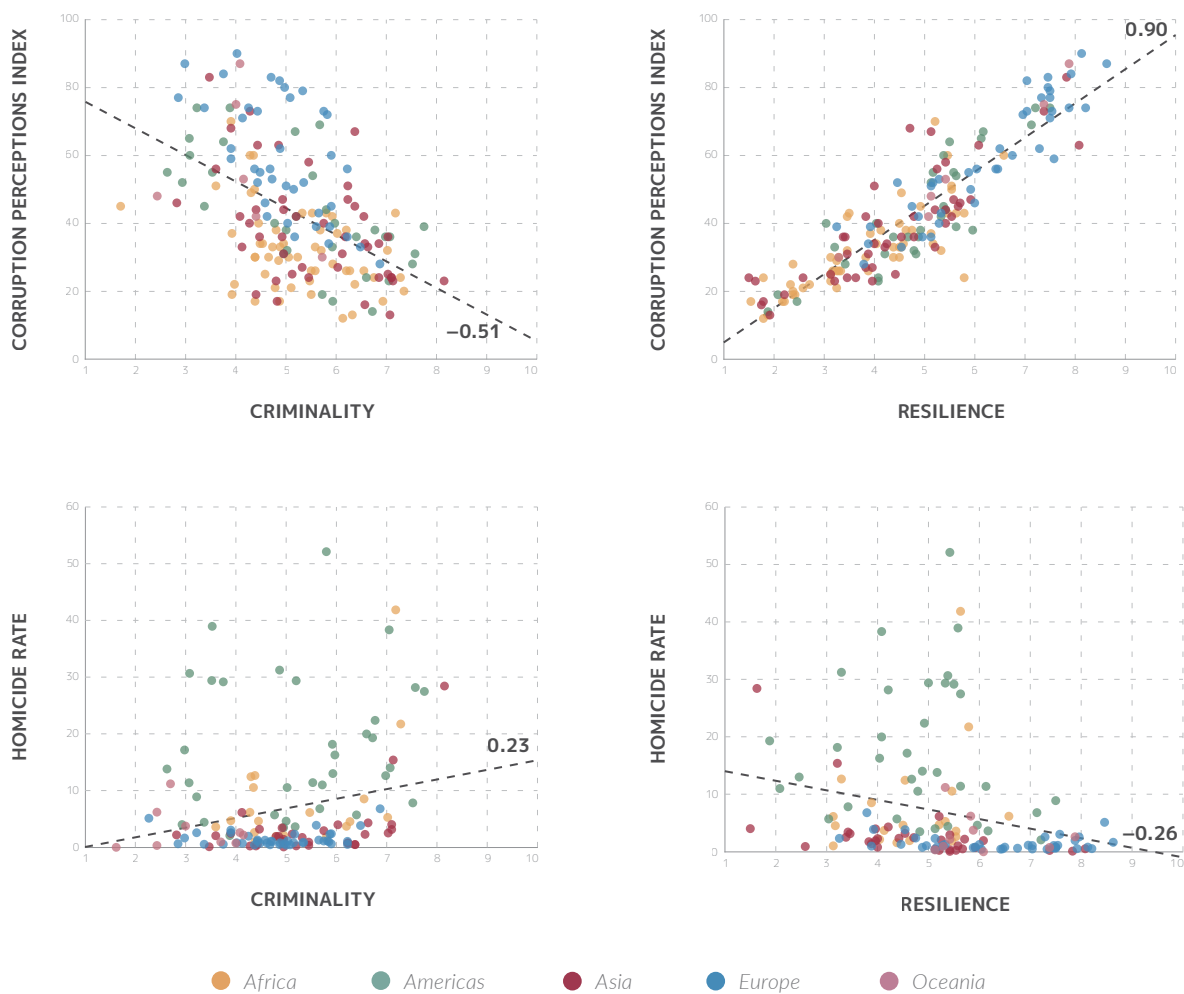 CORRUPTION PERCEPTIONS INDEX
100
80
60
40
20
0
−0.51
1 2 3 4 5 6 7 8 9 10
CRIMINALITY
CORRUPTION PERCEPTIONS INDEX
100
80
60
40
20
0
0.90
1 2 3 4 5 6 7 8 9 10
RESILIENCE
HOMICIDE RATE
60
50
40
30
20
10
0
0.23
1 2 3 4 5 6 7 8 9 10
CRIMINALITY
HOMICIDE RATE
60
50
40
30
20
10
0
−0.26
1 2 3 4 5 6 7 8 9 10
RESILIENCE
Africa Americas Asia Europe Oceania